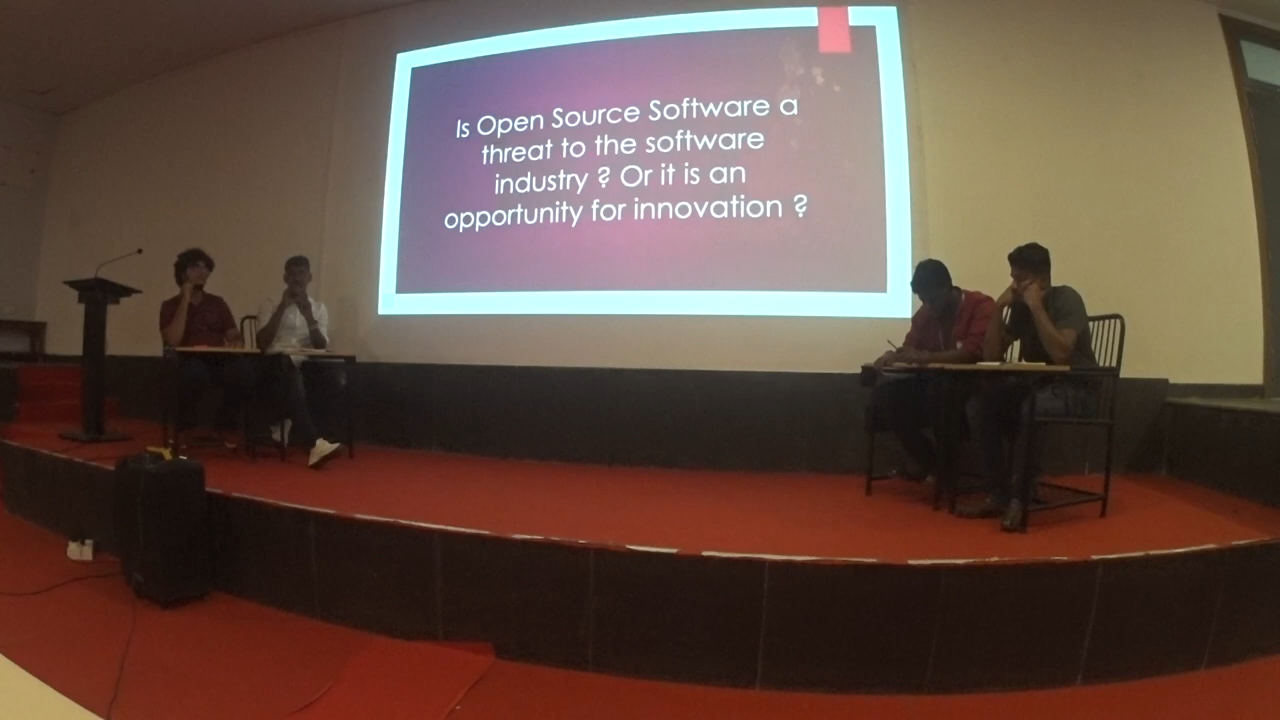 Is Open Source Software a
threat to the software
industry ? Or it is an
opportunity for innovation ?